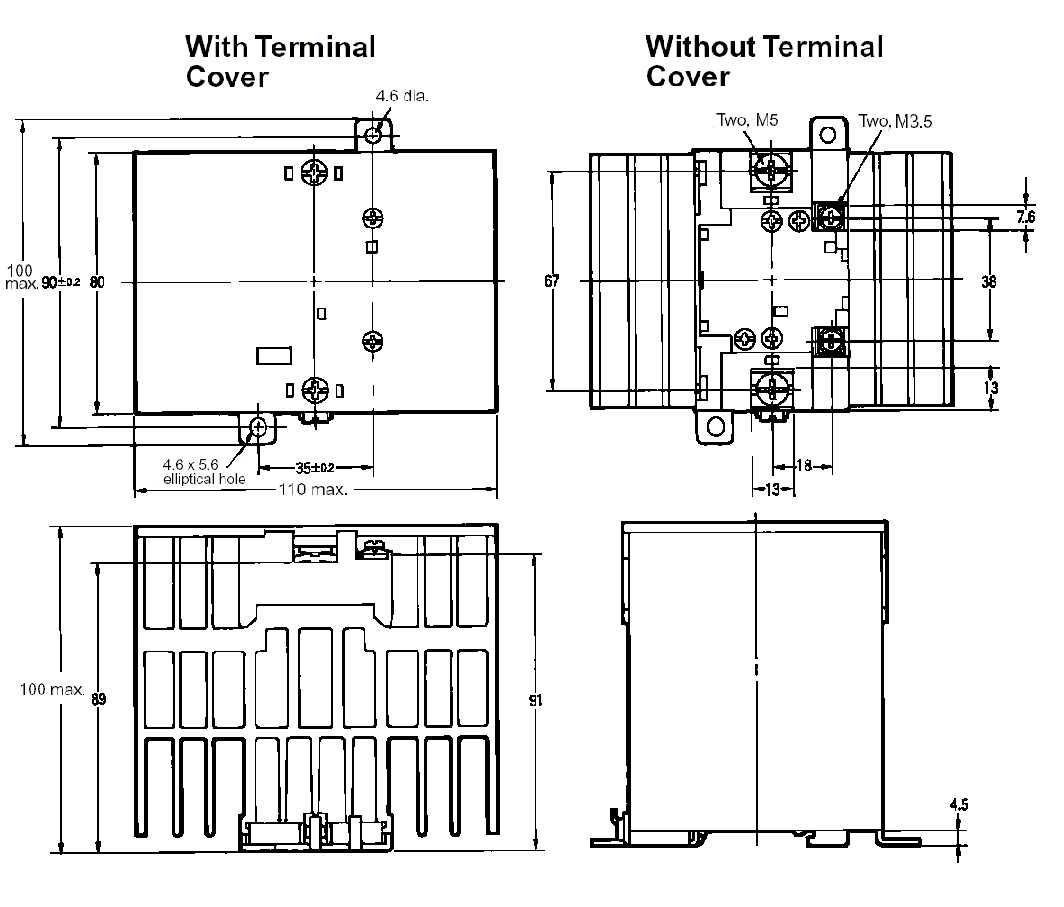 With Terminal
Cover
Without Terminal
Cover
4.6 dia.
Two, M5
Two, M3.5
7.6
100
max.
90±0.2
80
67
38
13
4.6 x 5.6
elliptical hole
35±0.2
18
110 max.
13
100 max.
89
91
4.5